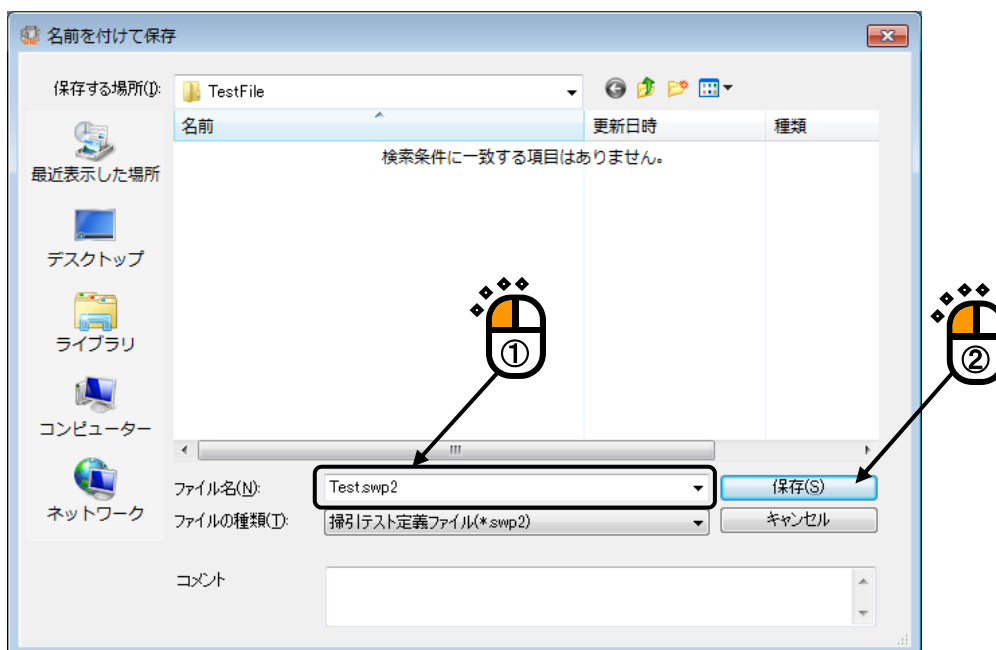 名前を付けて保存
保存する場所(I):
TestFile
名前
更新日時
種類
検索条件に一致する項目はありません。
最近表示した場所
デスクトップ
ライブラリ
コンピューター
ネットワーク
①
②
ファイル名(N):
Test.swp2
保存(S)
ファイルの種類(T):
掃引テスト定義ファイル(*.swp2)
キャンセル
コメント